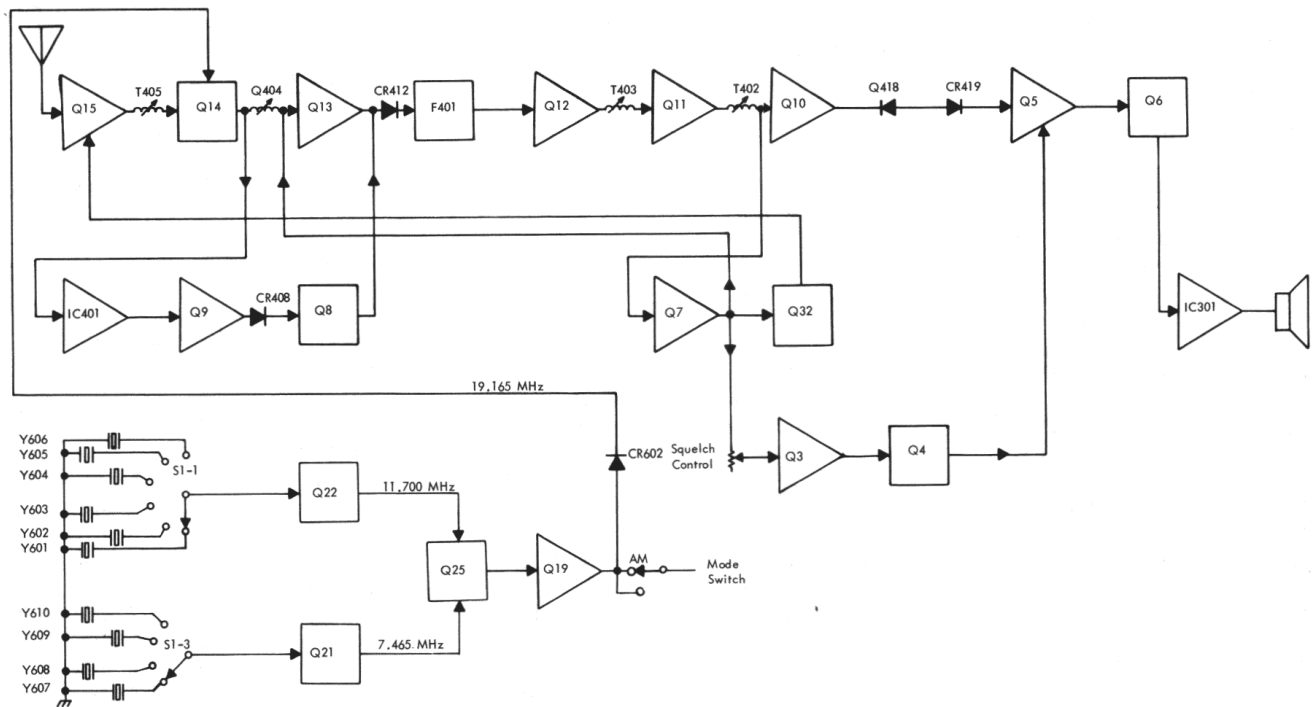 Q15
T405
Q14
Q404
Q13
CR412
F401
Q12
T403
Q11
T402
Q10
Q418
CR419
Q5
Q6
IC401
Q9
CR408
Q8
Q7
Q32
IC301
19.165 MHz
Y606
Y605
Y604
Y603
Y602
Y601
S1-1
Q22
11.700 MHz
CR602
Squelch
Control
Q3
Q4
Q25
Q19
AM
Mode
Switch
Y610
Y609
Y608
Y607
S1-3
Q21
7.465 MHz